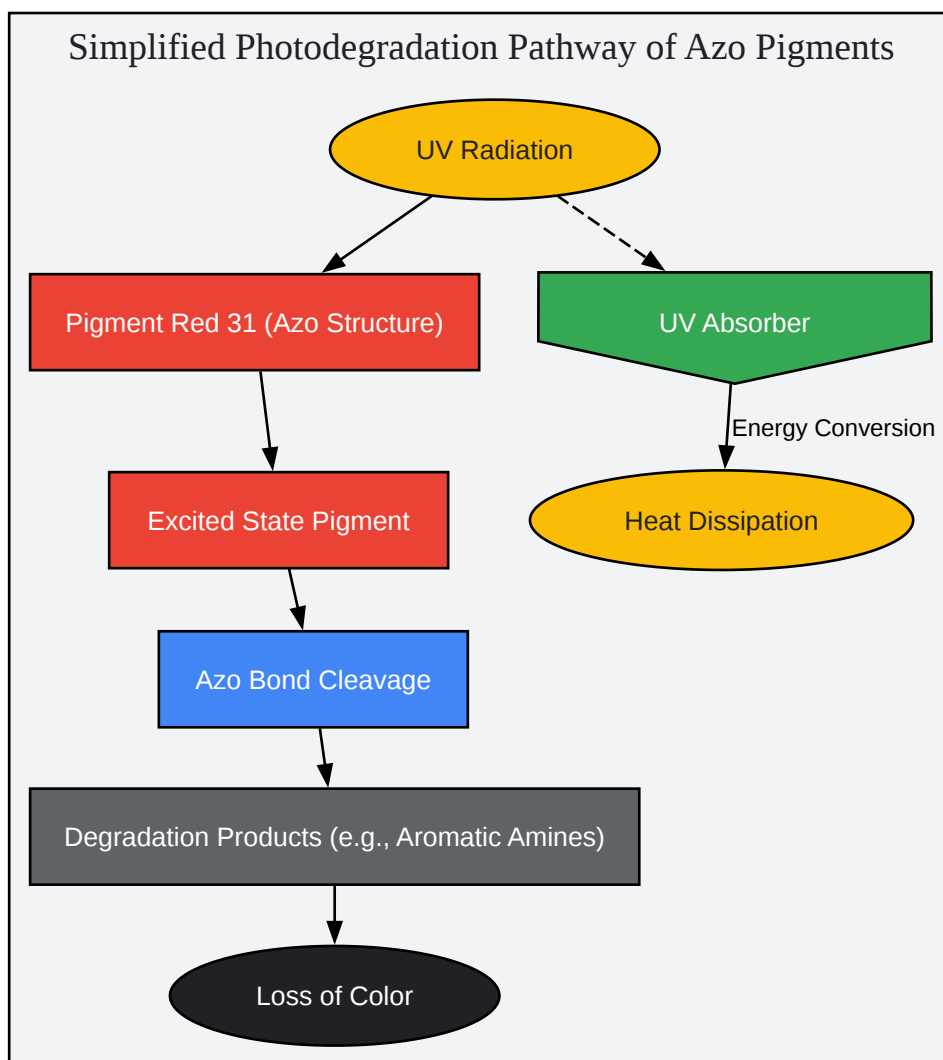 Simplified Photodegradation Pathway of Azo Pigments
UV Radiation
Pigment Red 31 (Azo Structure)
UV Absorber
Energy Conversion
Excited State Pigment
Heat Dissipation
Azo Bond Cleavage
Degradation Products (e.g., Aromatic Amines)
Loss of Color